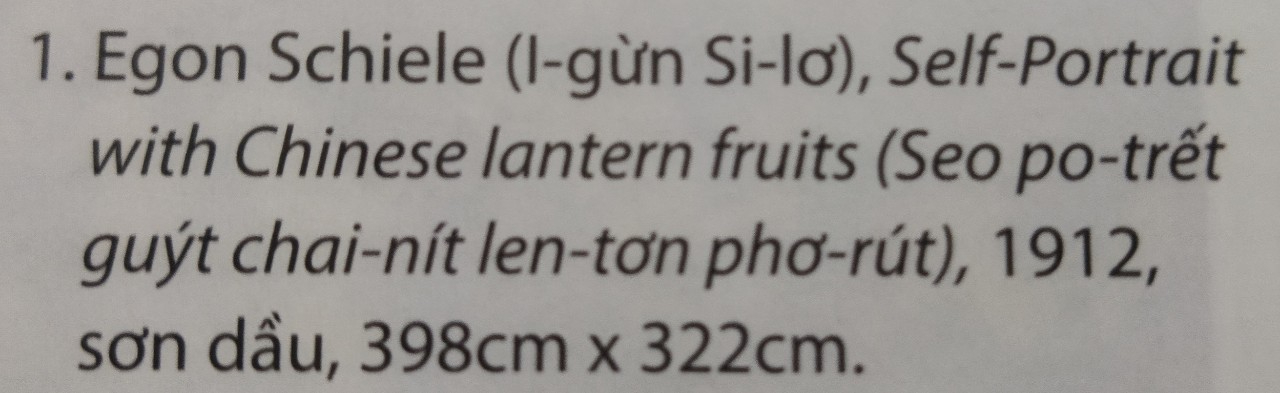 1. Egon Schiele (I-gừn Si-lơ), Self-Portrait
with Chinese lantern fruits (Seo po-trết
guýt chai-nít len-tơn phơ-rút), 1912,
sơn dầu, 398cm x 322cm.